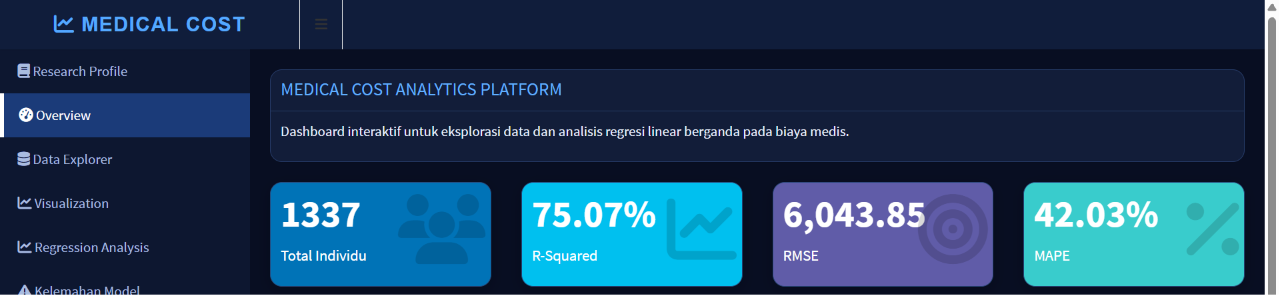 MEDICAL COST
Research Profile
Overview
Data Explorer
Visualization
Regression Analysis
Kelemahan Model
MEDICAL COST ANALYTICS PLATFORM
Dashboard interaktif untuk eksplorasi data dan analisis regresi linear berganda pada biaya medis.
1337
Total Individu
75.07%
R-Squared
6,043.85
RMSE
42.03%
MAPE